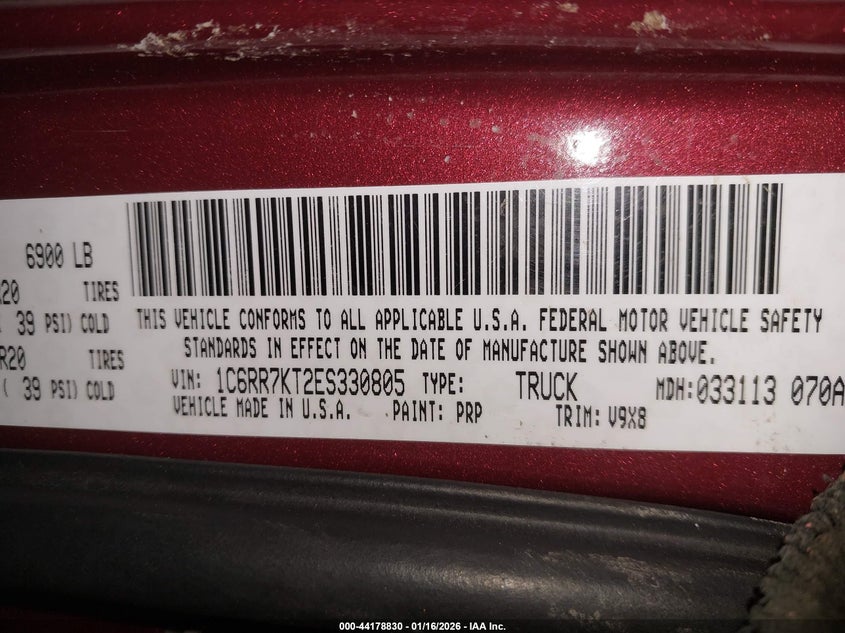 6900 LB
R20 TIRES
( 39 PSI) COLD
R20 TIRES
( 39 PSI) COLD
THIS VEHICLE CONFORMS TO ALL APPLICABLE U.S.A. FEDERAL MOTOR VEHICLE SAFETY
STANDARDS IN EFFECT ON THE DATE OF MANUFACTURE SHOWN ABOVE.
VIN: 1C6RR7KT2ES330805 TYPE: TRUCK MDH: 033113 070A
VEHICLE MADE IN U.S.A. PAINT: PRP TRIM: V9X8
000-44178830 - 01/16/2026 - IAA Inc.